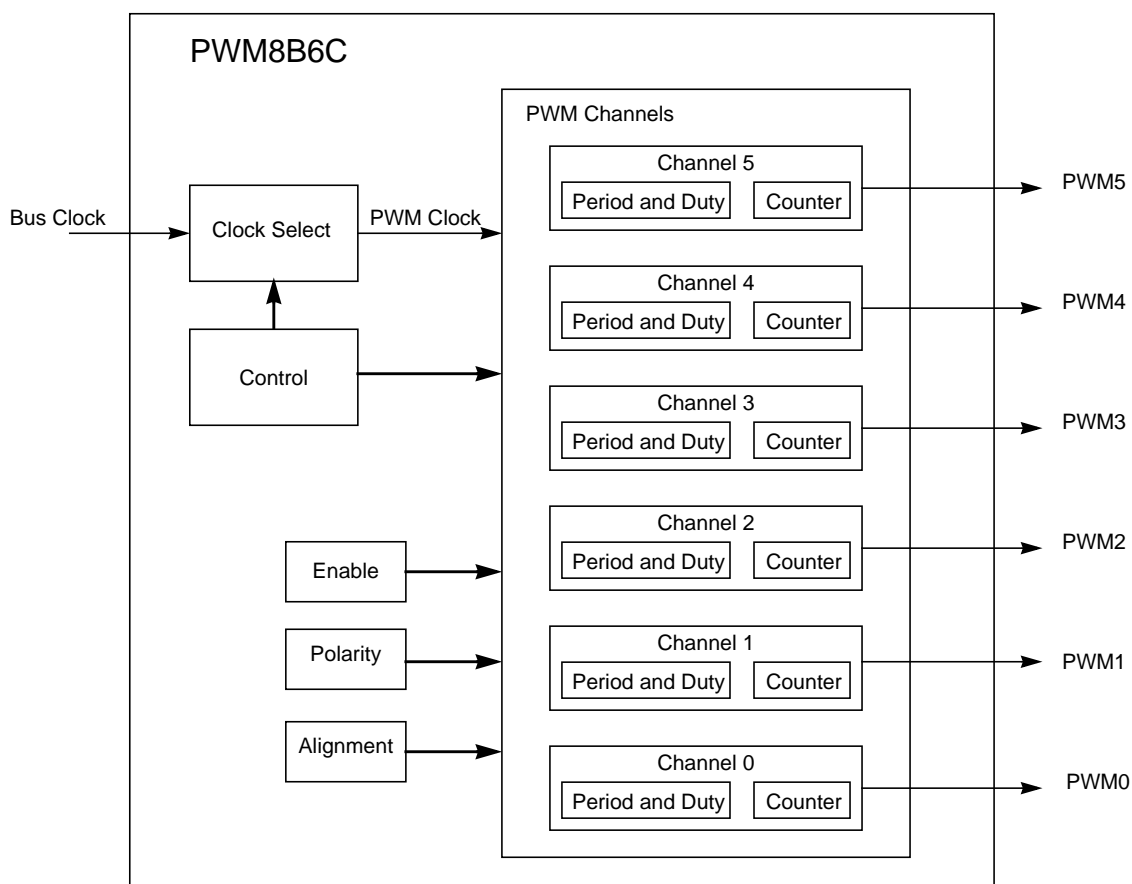 PWM8B6C
PWM Channels
Channel 5
Period and Duty
Counter
PWM5
Bus Clock
Clock Select
PWM Clock
Channel 4
Period and Duty
Counter
PWM4
Control
Channel 3
Period and Duty
Counter
PWM3
Channel 2
Period and Duty
Counter
PWM2
Enable
Channel 1
Period and Duty
Counter
PWM1
Polarity
Alignment
Channel 0
Period and Duty
Counter
PWM0